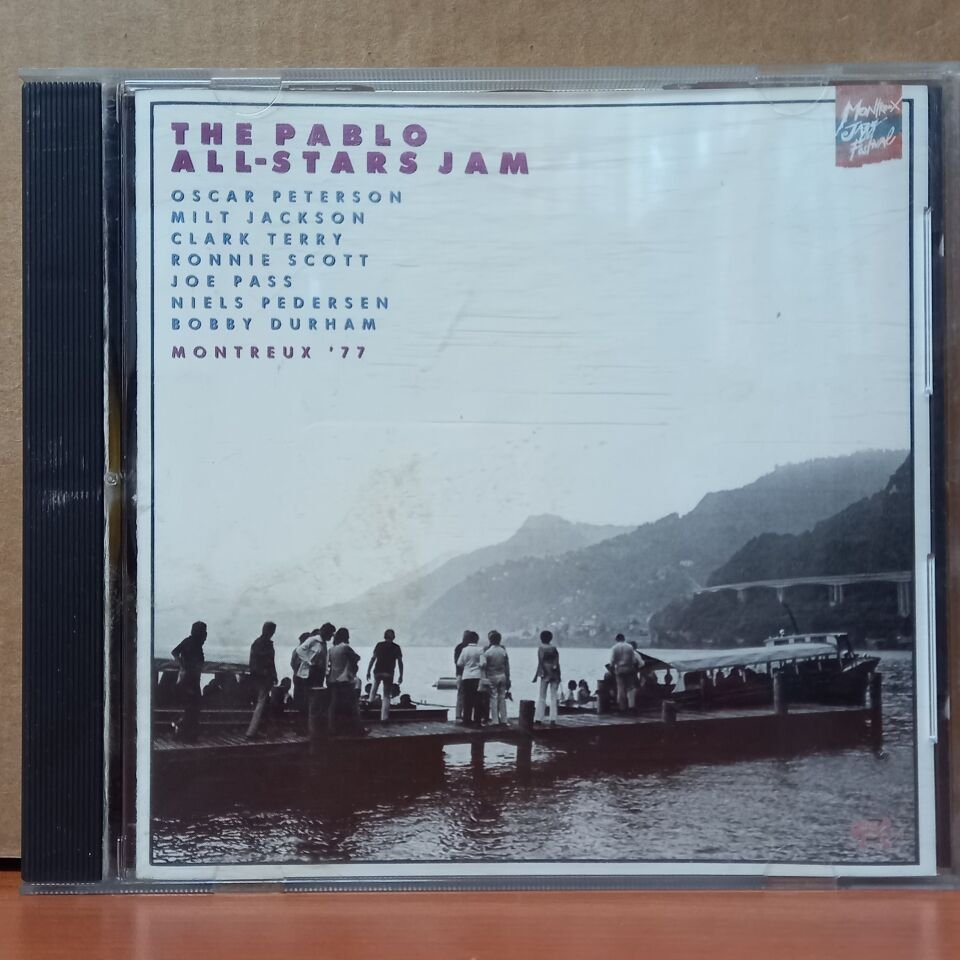 THE PABLO
ALL-STARS JAM
OSCAR PETERSON
MILT JACKSON
CLARK TERRY
RONNIE SCOTT
JOE PASS
NIELS PEDERSEN
BOBBY DURHAM
MONTREUX '77
Montreux
Jazz
Festival